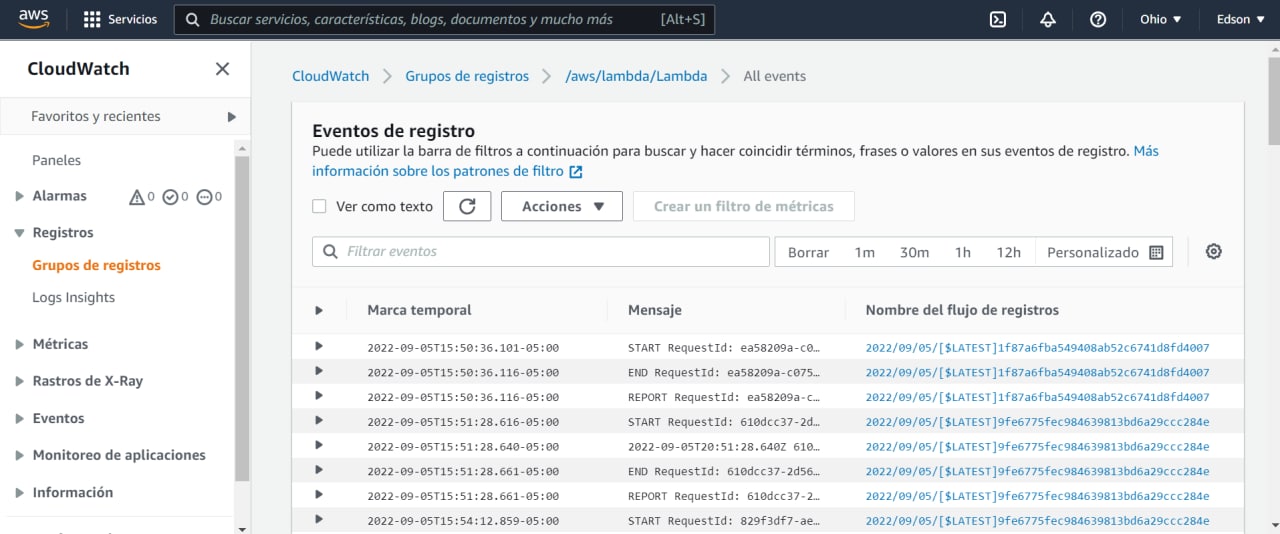 aws Servicios Buscar servicios, características, blogs, documentos y mucho más [Alt+S] Ohio ▼ Edson ▼
CloudWatch
Favoritos y recientes
Paneles
Alarmas 0 0 0
Registros
Grupos de registros
Logs Insights
Métricas
Rastros de X-Ray
Eventos
Monitoreo de aplicaciones
Información
CloudWatch > Grupos de registros > /aws/lambda/Lambda > All events
Eventos de registro
Puede utilizar la barra de filtros a continuación para buscar y hacer coincidir términos, frases o valores en sus eventos de registro. Más
información sobre los patrones de filtro
Ver como texto Acciones ▼ Crear un filtro de métricas
Filtrar eventos Borrar 1m 30m 1h 12h Personalizado
Marca temporal Mensaje Nombre del flujo de registros
2022-09-05T15:50:36.101-05:00 START RequestId: ea58209a-c0… 2022/09/05/[$LATEST]1f87a6fba549408ab52c6741d8fd4007
2022-09-05T15:50:36.116-05:00 END RequestId: ea58209a-c075… 2022/09/05/[$LATEST]1f87a6fba549408ab52c6741d8fd4007
2022-09-05T15:50:36.116-05:00 REPORT RequestId: ea58209a-c… 2022/09/05/[$LATEST]1f87a6fba549408ab52c6741d8fd4007
2022-09-05T15:51:28.616-05:00 START RequestId: 610dcc37-2d… 2022/09/05/[$LATEST]9fe6775fec984639813bd6a29ccc284e
2022-09-05T15:51:28.640-05:00 2022-09-05T20:51:28.640Z 610… 2022/09/05/[$LATEST]9fe6775fec984639813bd6a29ccc284e
2022-09-05T15:51:28.661-05:00 END RequestId: 610dcc37-2d56… 2022/09/05/[$LATEST]9fe6775fec984639813bd6a29ccc284e
2022-09-05T15:51:28.661-05:00 REPORT RequestId: 610dcc37-2… 2022/09/05/[$LATEST]9fe6775fec984639813bd6a29ccc284e
2022-09-05T15:54:12.859-05:00 START RequestId: 829f3df7-ae… 2022/09/05/[$LATEST]9fe6775fec984639813bd6a29ccc284e